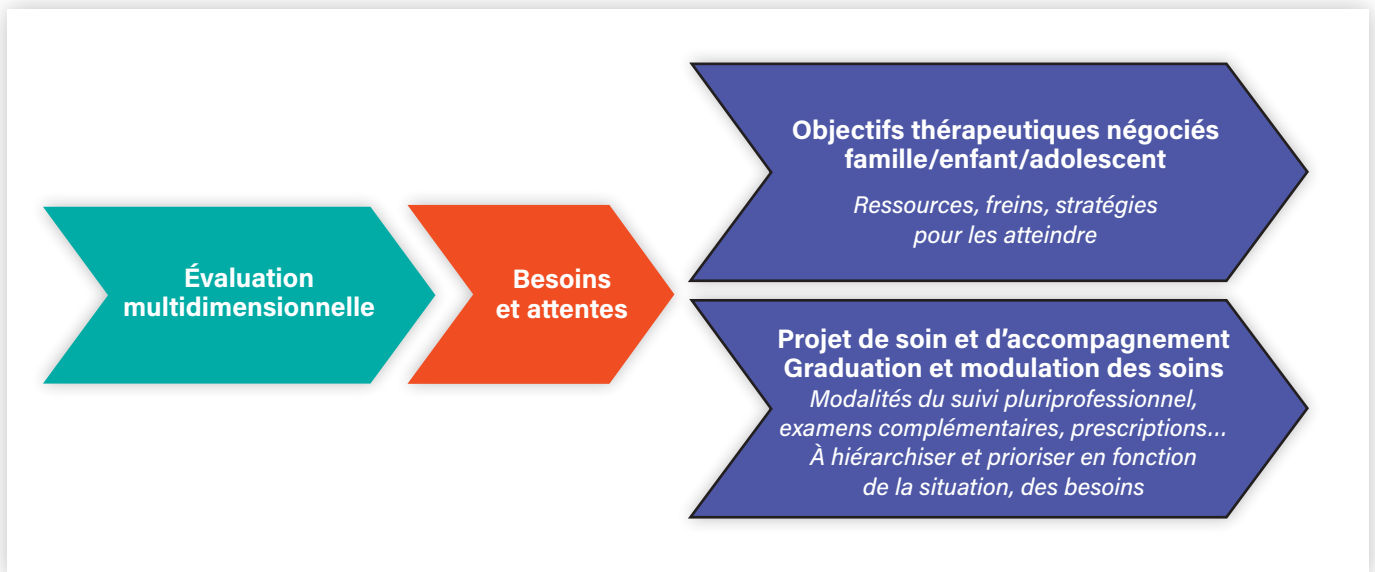 Évaluation
multidimensionnelle
Besoins
et attentes
Objectifs thérapeutiques négociés
famille/enfant/adolescent
Ressources, freins, stratégies
pour les atteindre
Projet de soin et d’accompagnement
Graduation et modulation des soins
Modalités du suivi pluriprofessionnel,
examens complémentaires, prescriptions...
À hiérarchiser et prioriser en fonction
de la situation, des besoins